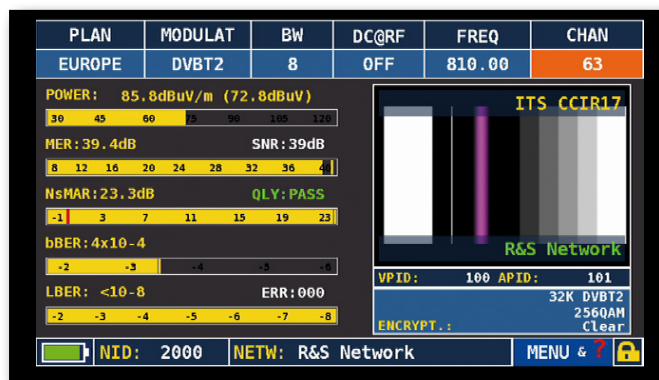 PLAN MODULAT BW DC@RF FREQ CHAN
EUROPE DVBT2 8 OFF 810.00 63
POWER: 85.8dBuV/m (72.8dBuV)
30 45 60 75 90 105 120
ITS CCIR17
MER:39.4dB SNR:39dB
8 12 16 20 24 28 32 36 40
NsMAR:23.3dB QLY:PASS
-1 3 7 11 15 19 23
bBER:4x10-4
R&S Network
-2 -3 -4 -5 -6
VPID: 100 APID: 101
LBER: <10-8 ERR:000
32K DVBT2
256QAM
-2 -3 -4 -5 -6 -7 -8
ENCRYPT.: Clear
NID: 2000 NETW: R&S Network MENU & ?